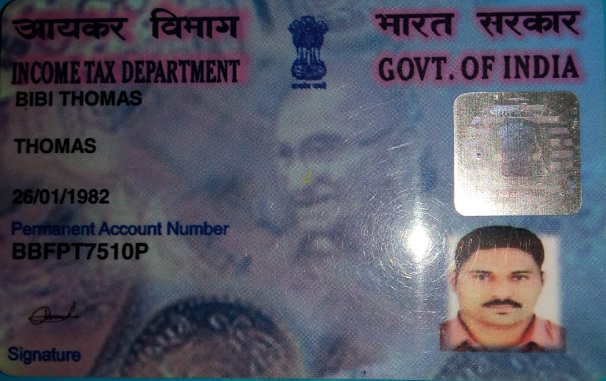 आयकर विभाग
भारत सरकार
INCOME TAX DEPARTMENT
GOVT. OF INDIA
सत्यमेव जयते
BIBI THOMAS
THOMAS
26/01/1982
Permanent Account Number
BBFPT7510P
Signature